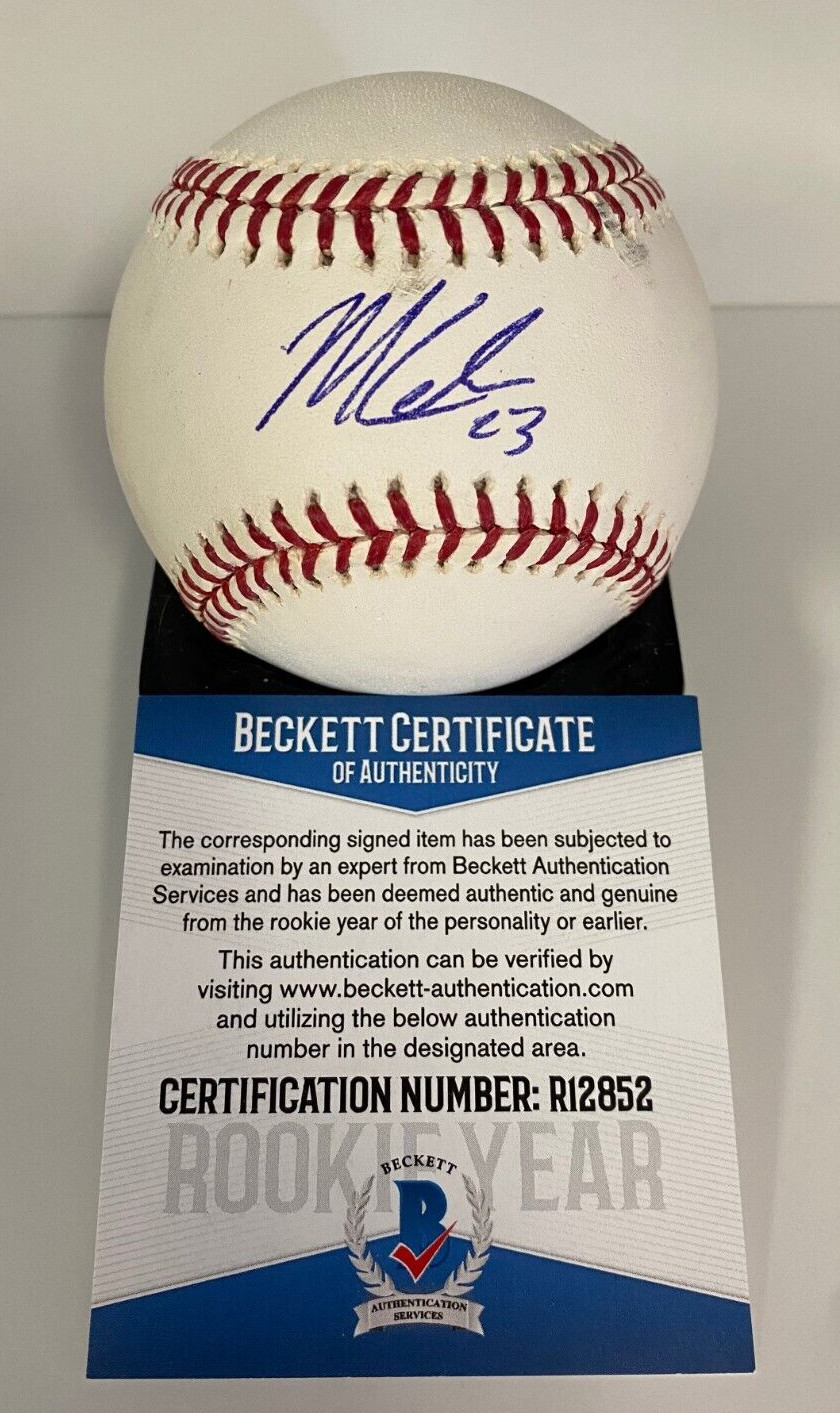 23
BECKETT CERTIFICATE
OF AUTHENTICITY
The corresponding signed item has been subjected to
examination by an expert from Beckett Authentication
Services and has been deemed authentic and genuine
from the rookie year of the personality or earlier.
This authentication can be verified by
visiting www.beckett-authentication.com
and utilizing the below authentication
number in the designated area.
CERTIFICATION NUMBER: R12852
ROOKIE YEAR
BECKETT
B
AUTHENTICATION
SERVICES